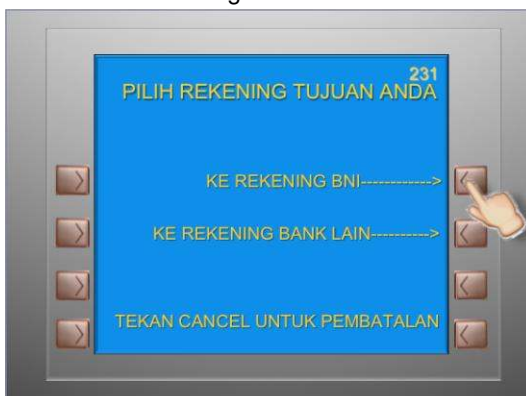 231
PILIH REKENING TUJUAN ANDA
KE REKENING BNI------------>
KE REKENING BANK LAIN---------->
TEKAN CANCEL UNTUK PEMBATALAN